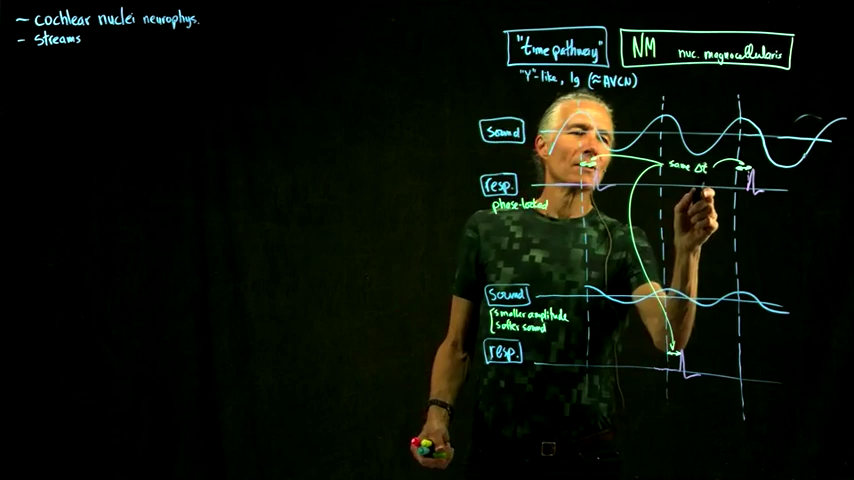 ~ cochlear nuclei neurophys.
- streams
"time pathway"
NM nuc. magnocellularis
"Y"-like, lg (≈AVCN)
sound
same Δt
resp.
phase-locked
sound
smaller amplitude
softer sound
resp.